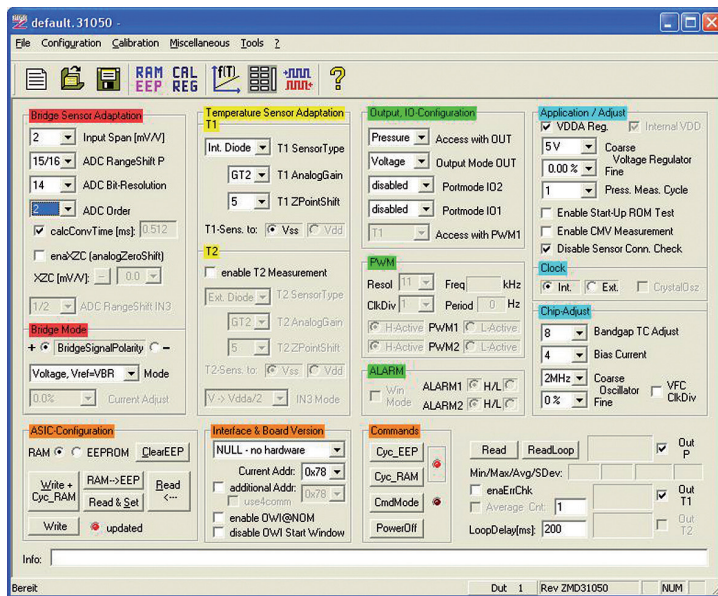 default.31050 -
File Configuration Calibration Miscellaneous Tools ?
RAM EEP CAL REG f(T) ?
Bridge Sensor Adaptation
2 Input Span [mV/V]
15/16 ADC RangeShift P
14 ADC Bit-Resolution
2 ADC Order
calcConvTime [ms]: 0.512
enaXZC (analogZeroShift)
XZC [mV/V]: - 0.0
1/2 ADC RangeShift IN3
Bridge Mode
+ BridgeSignalPolarity -
Voltage, Vref=VBR Mode
0.0% Current Adjust
Temperature Sensor Adaptation
T1
Int. Diode T1 SensorType
GT2 T1 AnalogGain
5 T1 ZPointShift
T1-Sens. to: Vss Vdd
T2
enable T2 Measurement
Ext. Diode T2 SensorType
GT2 T2 AnalogGain
5 T2 ZPointShift
T2-Sens. to: Vss Vdd
V -> Vdda/2 IN3 Mode
Output, IO-Configuration
Pressure Access with OUT
Voltage Output Mode OUT
disabled Portmode IO2
disabled Portmode IO1
T1 Access with PWM1
PWM
Resol 11 Freq kHz
ClkDiv 1 Period 0 Hz
H-Active PWM1 L-Active
H-Active PWM2 L-Active
ALARM
Win Mode
ALARM1 H/L
ALARM2 H/L
Application / Adjust
VDDA Reg. Internal VDD
5 V Coarse
Voltage Regulator
0.00 % Fine
1 Press. Meas. Cycle
Enable Start-Up ROM Test
Enable CMV Measurement
Disable Sensor Conn. Check
Clock
Int. Ext. CrystalOsz
Chip-Adjust
8 Bandgap TC Adjust
4 Bias Current
2MHz Coarse
Oscillator
0 % Fine
VFC ClkDiv
ASIC-Configuration
RAM EEPROM ClearEEP
Write + Cyc_RAM
RAM-->EEP
Read & Set
Read <---
Write updated
Interface & Board Version
NULL - no hardware
Current Addr: 0x78
additional Addr: 0x78
use4comm
enable OWI@NOM
disable OWI Start Window
Commands
Cyc_EEP
Cyc_RAM
CmdMode
PowerOff
Read ReadLoop Out P
Min/Max/Avg/SDev:
enaErrChk
Average Cnt: 1
Out T1
LoopDelay[ms]: 200
Out T2
Info:
Bereit Dut 1 Rev ZMD31050 NUM